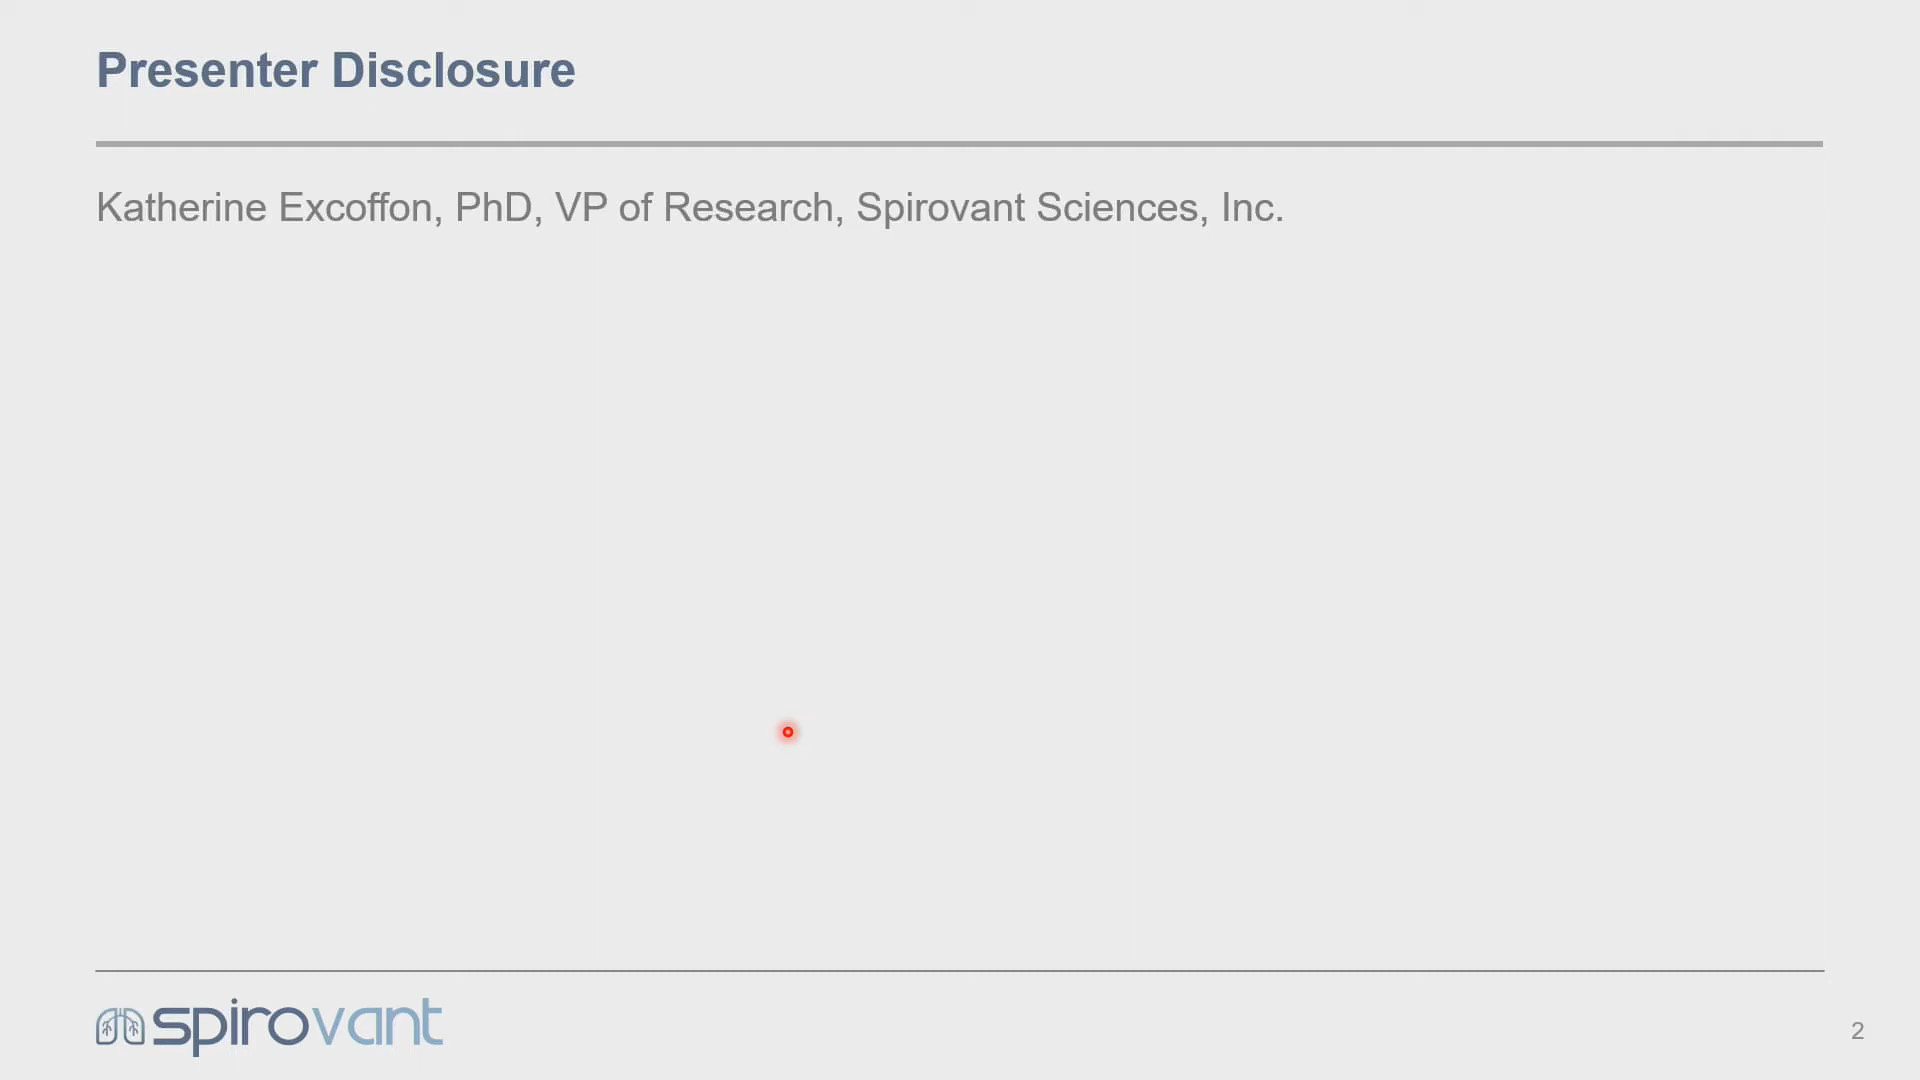 Presenter Disclosure
Katherine Excoffon, PhD, VP of Research, Spirovant Sciences, Inc.
spirovant
2